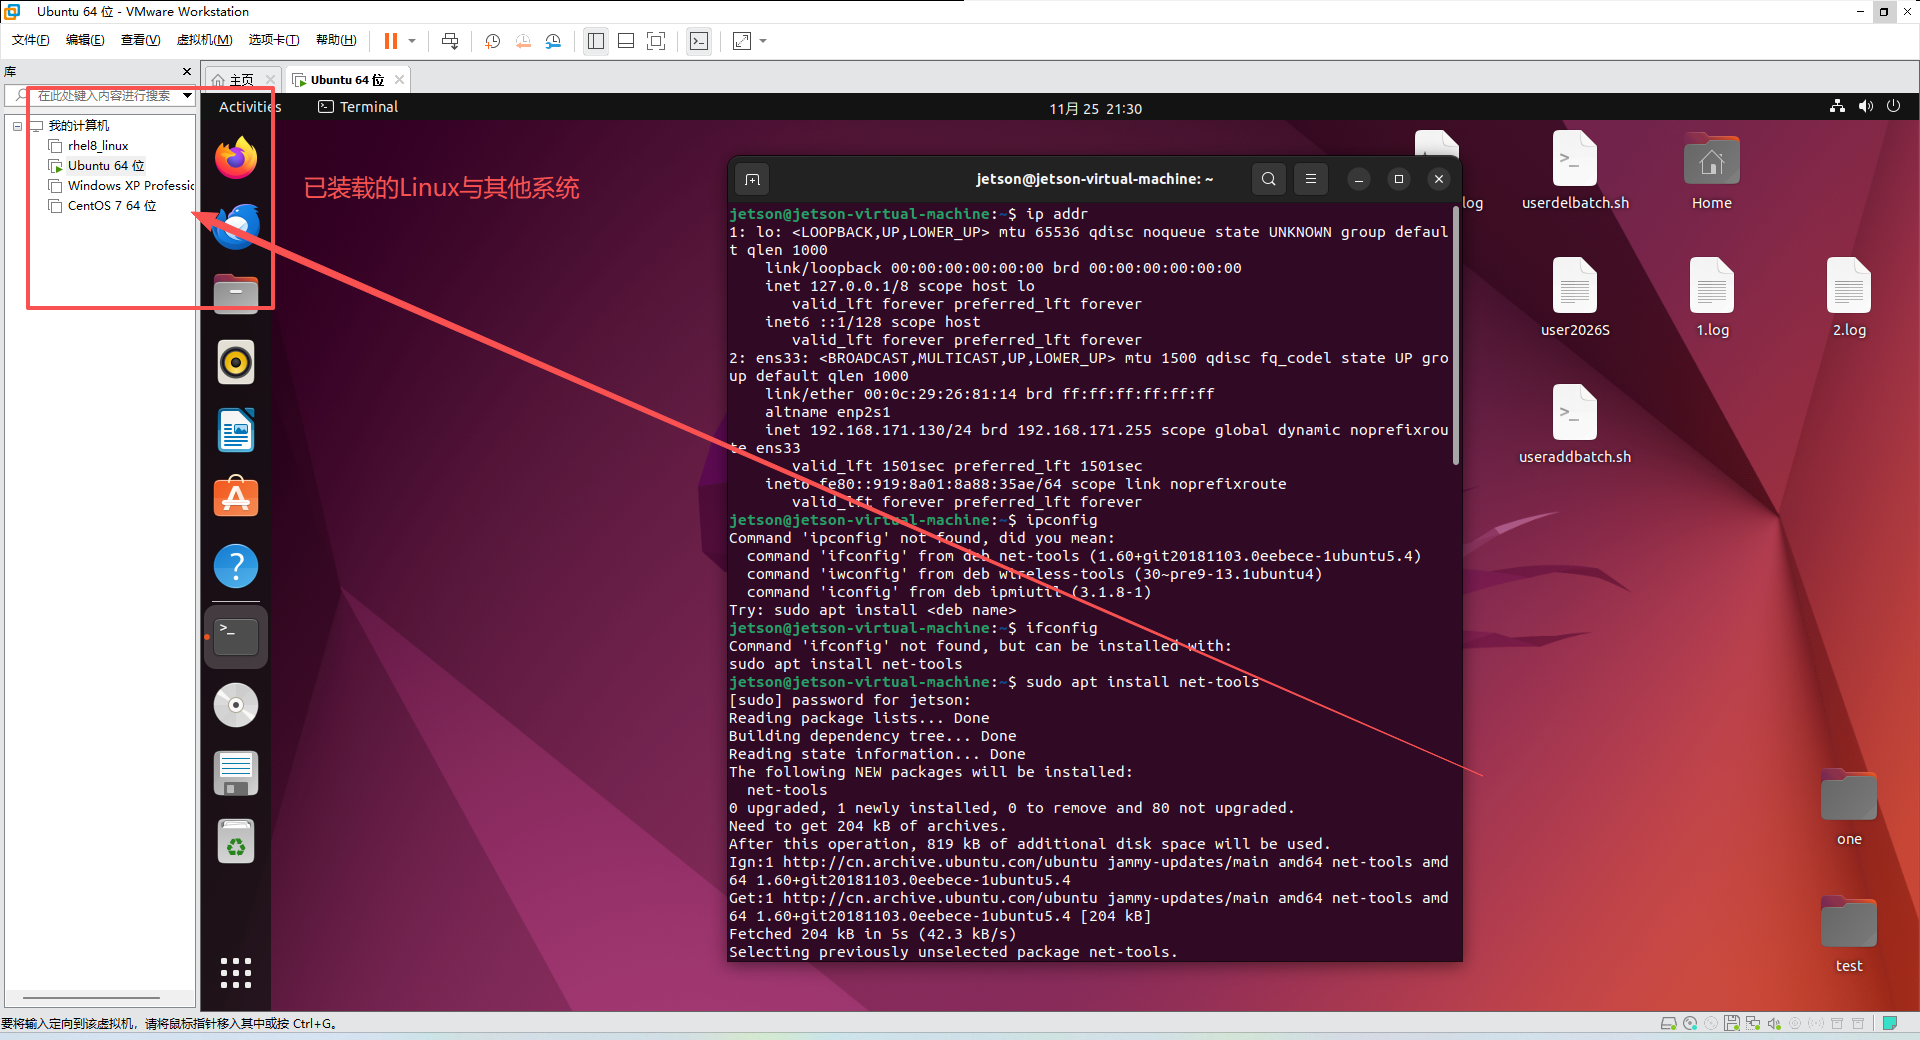 Ubuntu 64 位 - VMware Workstation
文件(F) 编辑(E) 查看(V) 虚拟机(M) 选项卡(T) 帮助(H)
库
在此处键入内容进行搜索
我的计算机
rhel8_linux
Ubuntu 64 位
Windows XP Professic
CentOS 7 64 位
主页
Ubuntu 64 位
Activities
Terminal
11月 25 21:30
已装载的Linux与其他系统
jetson@jetson-virtual-machine: ~
jetson@jetson-virtual-machine:~$ ip addr
1: lo: <LOOPBACK,UP,LOWER_UP> mtu 65536 qdisc noqueue state UNKNOWN group defaul
t qlen 1000
link/loopback 00:00:00:00:00:00 brd 00:00:00:00:00:00
inet 127.0.0.1/8 scope host lo
valid_lft forever preferred_lft forever
inet6 ::1/128 scope host
valid_lft forever preferred_lft forever
2: ens33: <BROADCAST,MULTICAST,UP,LOWER_UP> mtu 1500 qdisc fq_codel state UP gro
up default qlen 1000
link/ether 00:0c:29:26:81:14 brd ff:ff:ff:ff:ff:ff
altname enp2s1
inet 192.168.171.130/24 brd 192.168.171.255 scope global dynamic noprefixrou
te ens33
valid_lft 1501sec preferred_lft 1501sec
inet6 fe80::919:8a01:8a88:35ae/64 scope link noprefixroute
valid_lft forever preferred_lft forever
jetson@jetson-virtual-machine:~$ ipconfig
Command 'ipconfig' not found, did you mean:
command 'ifconfig' from deb net-tools (1.60+git20181103.0eebece-1ubuntu5.4)
command 'iwconfig' from deb wireless-tools (30~pre9-13.1ubuntu4)
command 'iconfig' from deb ipmiutil (3.1.8-1)
Try: sudo apt install <deb name>
jetson@jetson-virtual-machine:~$ ifconfig
Command 'ifconfig' not found, but can be installed with:
sudo apt install net-tools
jetson@jetson-virtual-machine:~$ sudo apt install net-tools
[sudo] password for jetson:
Reading package lists... Done
Building dependency tree... Done
Reading state information... Done
The following NEW packages will be installed:
net-tools
0 upgraded, 1 newly installed, 0 to remove and 80 not upgraded.
Need to get 204 kB of archives.
After this operation, 819 kB of additional disk space will be used.
Ign:1 http://cn.archive.ubuntu.com/ubuntu jammy-updates/main amd64 net-tools amd
64 1.60+git20181103.0eebece-1ubuntu5.4
Get:1 http://cn.archive.ubuntu.com/ubuntu jammy-updates/main amd64 net-tools amd
64 1.60+git20181103.0eebece-1ubuntu5.4 [204 kB]
Fetched 204 kB in 5s (42.3 kB/s)
Selecting previously unselected package net-tools.
log
userdelbatch.sh
Home
user2026S
1.log
2.log
useraddbatch.sh
one
test
要将输入定向到该虚拟机，请将鼠标指针移入其中或按 Ctrl+G。